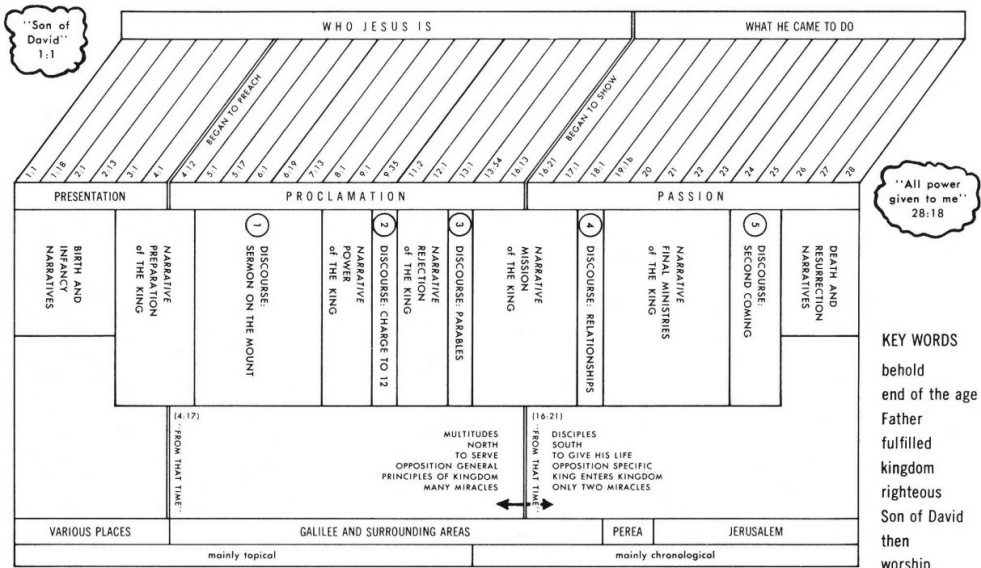 "Son of
David"
1:1
WHO JESUS IS
WHAT HE CAME TO DO
BEGAN TO PREACH
BEGAN TO SHOW
1:1
1:18
2:1
2:13
3:1
4:1
4:12
5:1
5:17
6:1
6:19
7:13
8:1
9:1
9:35
11:2
12:1
13:1
13:54
16:13
16:21
17:1
18:1
19:1b
20
21
22
23
24
25
26
27
28
"All power
given to me"
28:18
PRESENTATION
PROCLAMATION
PASSION
BIRTH AND
INFANCY
NARRATIVES
NARRATIVE
PREPARATION
of THE KING
1
DISCOURSE:
SERMON ON THE MOUNT
NARRATIVE
POWER
of THE KING
2
DISCOURSE: CHARGE TO 12
NARRATIVE
REJECTION
of THE KING
3
DISCOURSE: PARABLES
NARRATIVE
MISSION
of THE KING
4
DISCOURSE: RELATIONSHIPS
NARRATIVE
FINAL MINISTRIES
of THE KING
5
DISCOURSE:
SECOND COMING
DEATH AND
RESURRECTION
NARRATIVES
(4:17)
"FROM THAT TIME"
MULTITUDES
NORTH
TO SERVE
OPPOSITION GENERAL
PRINCIPLES OF KINGDOM
MANY MIRACLES
(16:21)
"FROM THAT TIME"
DISCIPLES
SOUTH
TO GIVE HIS LIFE
OPPOSITION SPECIFIC
KING ENTERS KINGDOM
ONLY TWO MIRACLES
VARIOUS PLACES
GALILEE AND SURROUNDING AREAS
PEREA
JERUSALEM
mainly topical
mainly chronological
KEY WORDS
behold
end of the age
Father
fulfilled
kingdom
righteous
Son of David
then
worship